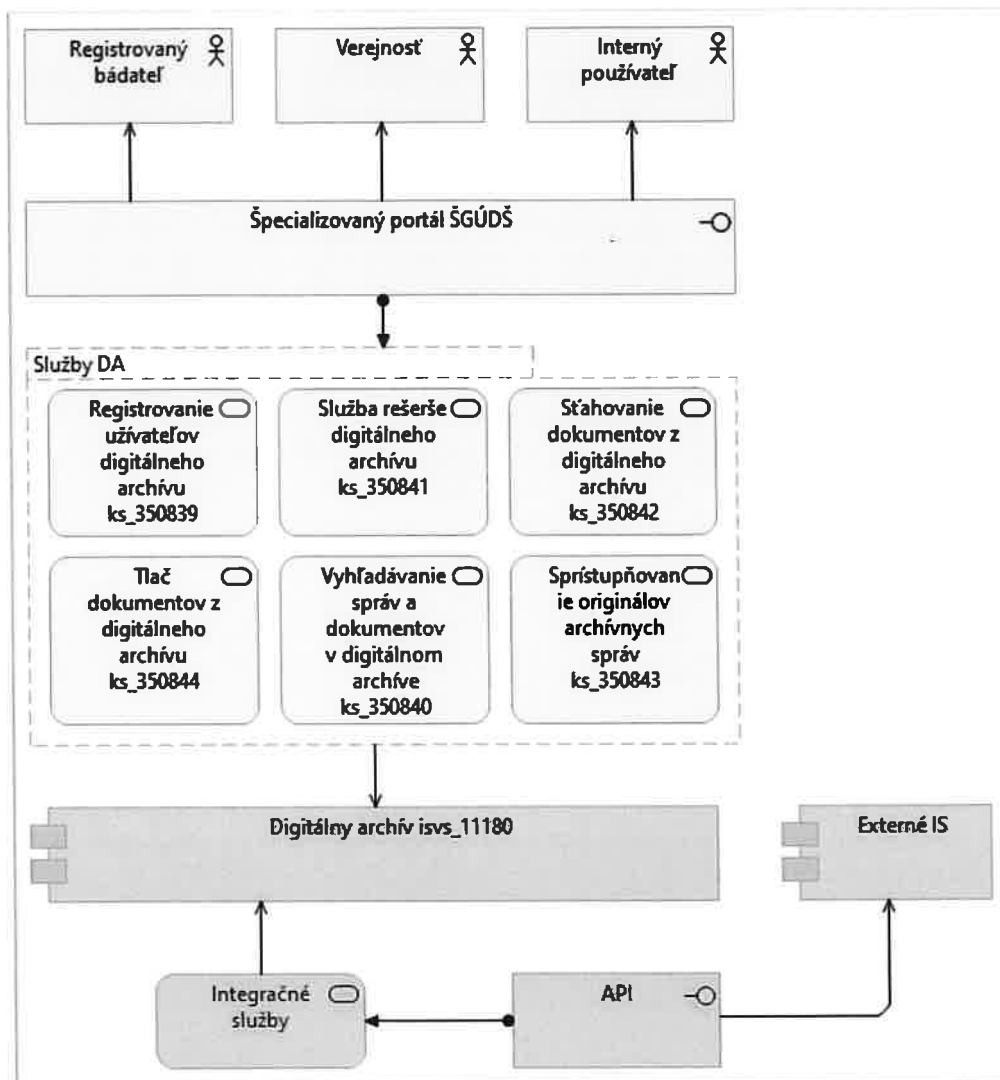 Registrovaný
bádateľ
Verejnosť
Interný
používateľ
Špecializovaný portál ŠGÚDŠ
Služby DA
Registrovanie
užívateľov
digitálneho
archívu
ks_350839
Služba rešerše
digitálneho
archívu
ks_350841
Sťahovanie
dokumentov z
digitálneho
archívu
ks_350842
Tlač
dokumentov z
digitálneho
archívu
ks_350844
Vyhľadávanie
správ a
dokumentov
v digitálnom
archíve
ks_350840
Sprístupňovan
ie originálov
archívnych
správ
ks_350843
Digitálny archív isvs_11180
Externé IS
Integračné
služby
API